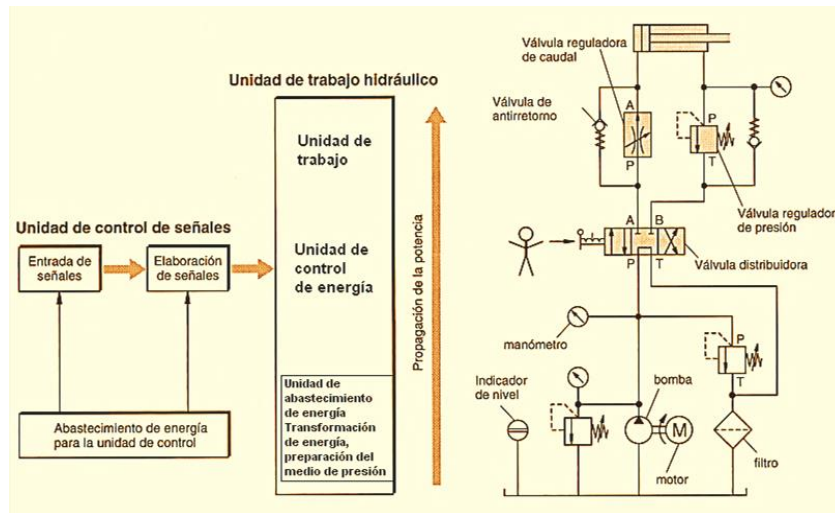 Unidad de trabajo hidráulico
Unidad de
trabajo
Unidad de
control
de energía
Unidad de
abastecimiento
de energía
Transformación
de energía,
preparación del
medio de presión
Unidad de control de señales
Entrada de
señales
Elaboración
de señales
Abastecimiento de energía
para la unidad de control
Propagación de la potencia
Válvula reguladora
de caudal
Válvula de
antirretorno
A
P
P
T
Válvula regulador
de presión
A B
P T
Válvula distribuidora
manómetro
P
T
Indicador
de nivel
bomba
M
motor
filtro